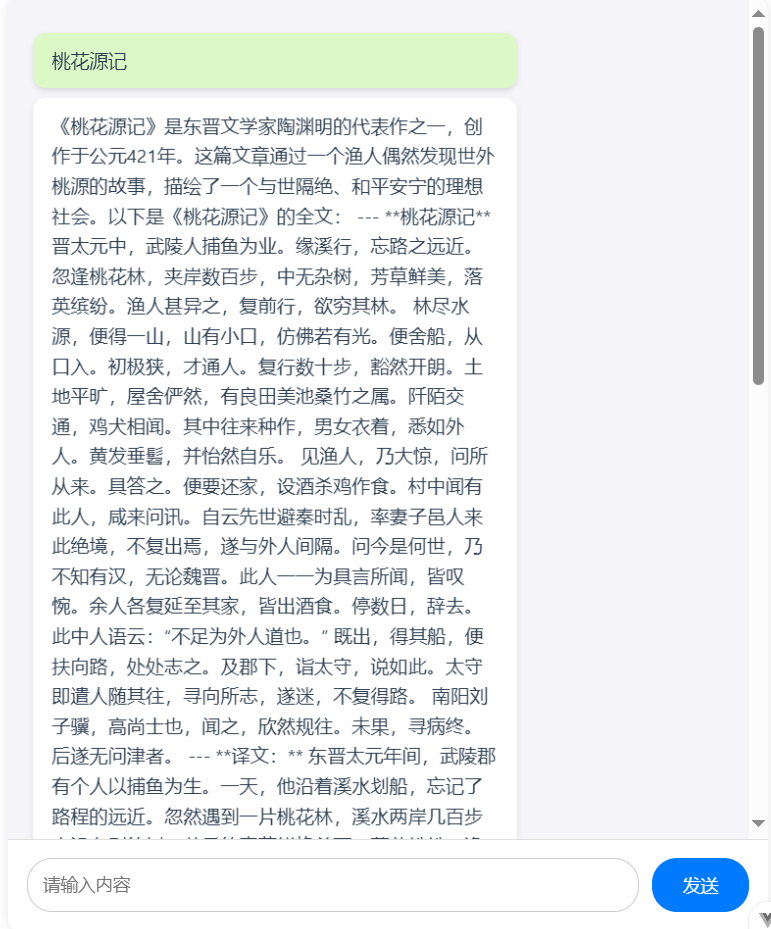 桃花源记
《桃花源记》是东晋文学家陶渊明的代表作之一，创
作于公元421年。这篇文章通过一个渔人偶然发现世外
桃源的故事，描绘了一个与世隔绝、和平安宁的理想
社会。以下是《桃花源记》的全文： --- **桃花源记**
晋太元中，武陵人捕鱼为业。缘溪行，忘路之远近。
忽逢桃花林，夹岸数百步，中无杂树，芳草鲜美，落
英缤纷。渔人甚异之，复前行，欲穷其林。 林尽水
源，便得一山，山有小口，仿佛若有光。便舍船，从
口入。初极狭，才通人。复行数十步，豁然开朗。土
地平旷，屋舍俨然，有良田美池桑竹之属。阡陌交
通，鸡犬相闻。其中往来种作，男女衣着，悉如外
人。黄发垂髫，并怡然自乐。 见渔人，乃大惊，问所
从来。具答之。便要还家，设酒杀鸡作食。村中闻有
此人，咸来问讯。自云先世避秦时乱，率妻子邑人来
此绝境，不复出焉，遂与外人间隔。问今是何世，乃
不知有汉，无论魏晋。此人一一为具言所闻，皆叹
惋。余人各复延至其家，皆出酒食。停数日，辞去。
此中人语云：“不足为外人道也。” 既出，得其船，便
扶向路，处处志之。及郡下，诣太守，说如此。太守
即遣人随其往，寻向所志，遂迷，不复得路。 南阳刘
子骥，高尚士也，闻之，欣然规往。未果，寻病终。
后遂无问津者。 --- **译文：** 东晋太元年间，武陵郡
有个人以捕鱼为生。一天，他沿着溪水划船，忘记了
路程的远近。忽然遇到一片桃花林，溪水两岸几百步
请输入内容
发送